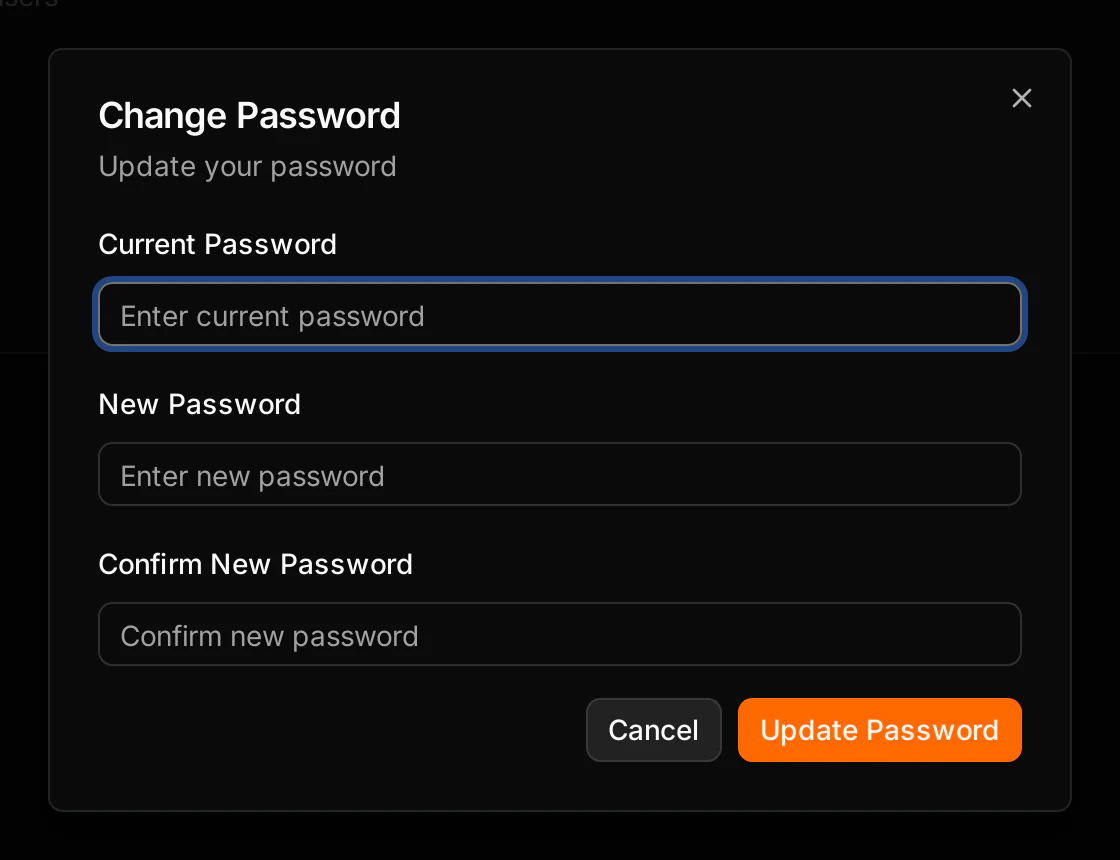 Change Password
Update your password
Current Password
Enter current password
New Password
Enter new password
Confirm New Password
Confirm new password
Cancel
Update Password